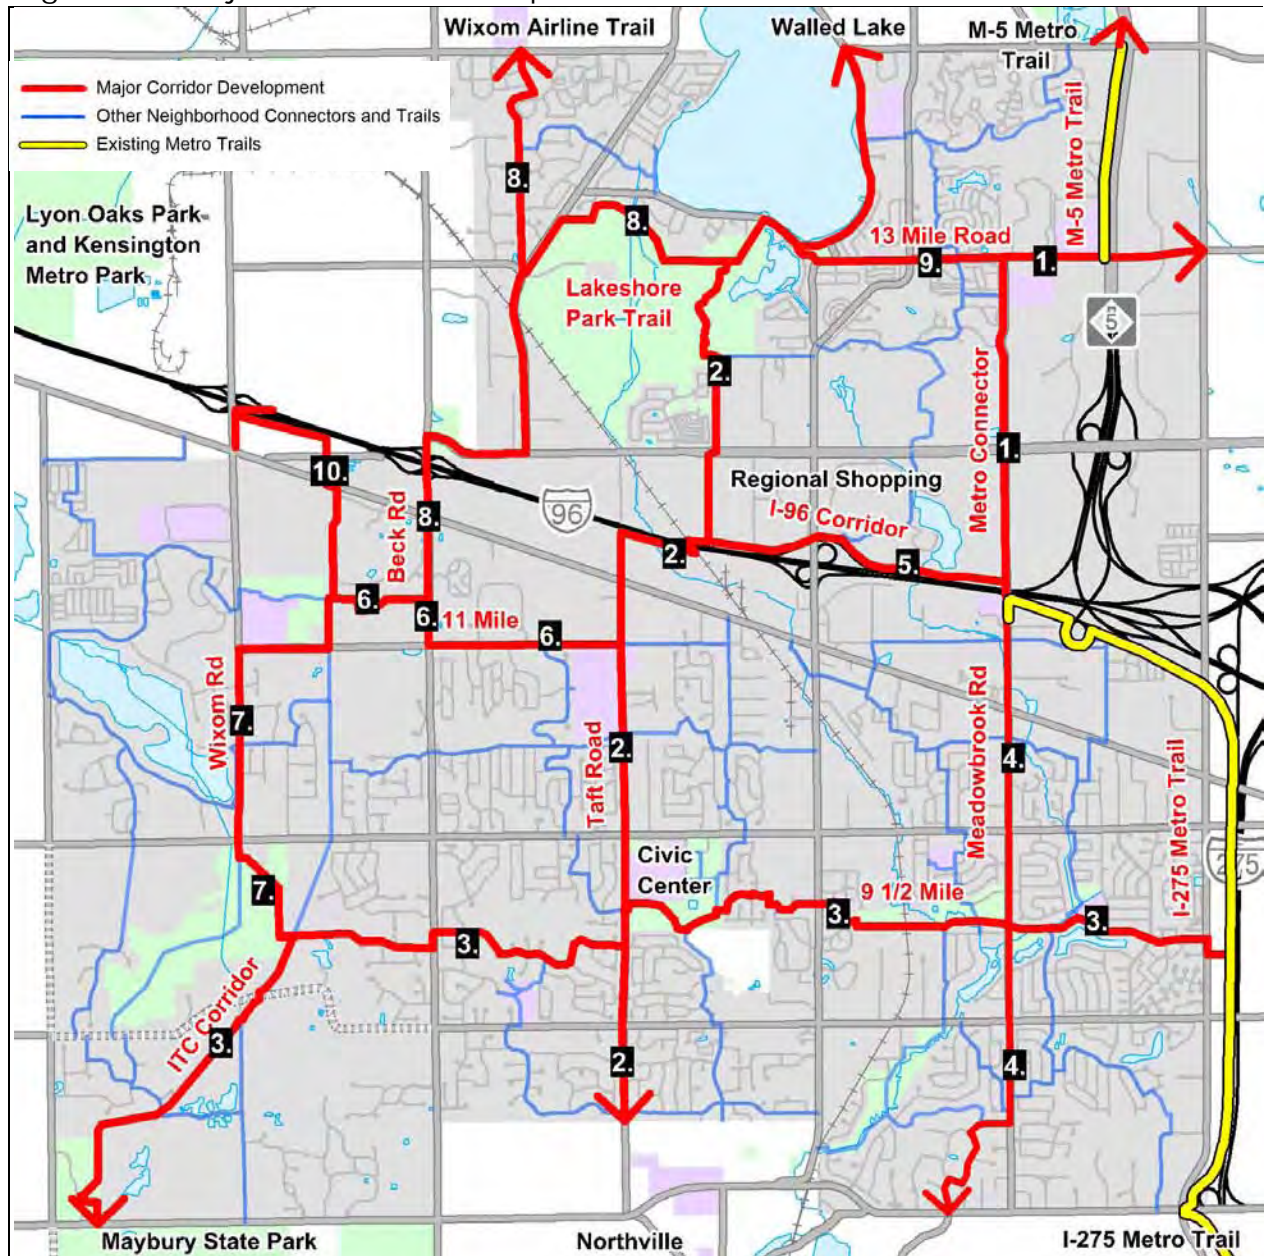 Wixom Airline Trail
Walled Lake
M-5 Metro
Trail
Major Corridor Development
Other Neighborhood Connectors and Trails
Existing Metro Trails
M-5 Metro Trail
8.
Lyon Oaks Park
and Kensington
Metro Park
8.
13 Mile Road
9.
1.
Lakeshore
Park Trail
5
2.
Metro Connector
1.
10.
Regional Shopping
I-96 Corridor
96
8.
Beck Rd
2.
5.
6.
6.
11 Mile
6.
Wixom Rd
7.
Taft Road
2.
Meadowbrook Rd
4.
I-275 Metro Trail
275
Civic
Center
7.
9 1/2 Mile
3.
3.
3.
ITC Corridor
3.
2.
4.
Maybury State Park
Northville
I-275 Metro Trail